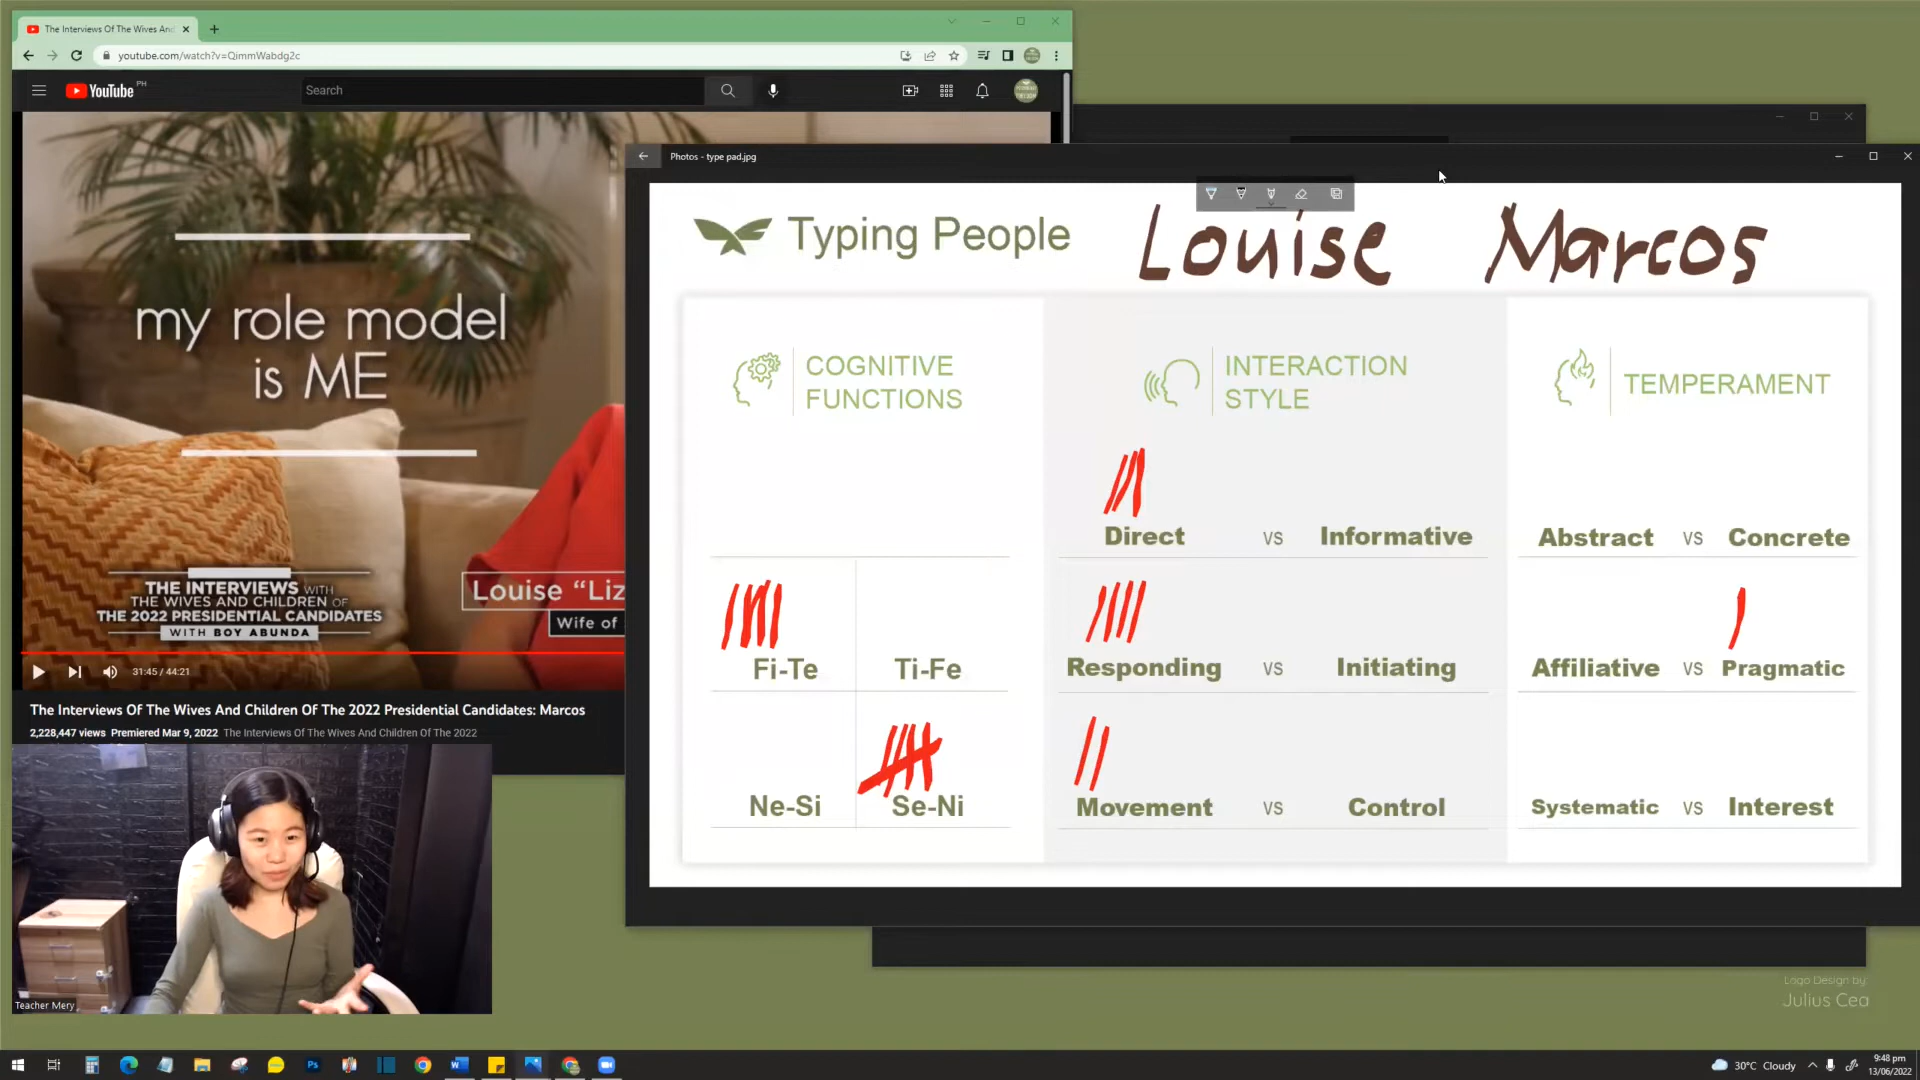 The Interviews Of The Wives And
youtube.com/watch?v=QimmWabdg2c
YouTube PH
Search
my role model
is ME
THE INTERVIEWS WITH
THE WIVES AND CHILDREN OF
THE 2022 PRESIDENTIAL CANDIDATES
WITH BOY ABUNDA
Louise "Liz
Wife of
31:45 / 44:21
The Interviews Of The Wives And Children Of The 2022 Presidential Candidates: Marcos
2,228,447 views Premiered Mar 9, 2022 The Interviews Of The Wives And Children Of The 2022
Teacher Mery
Photos - type pad.jpg
Typing People Louise Marcos
COGNITIVE
FUNCTIONS
INTERACTION
STYLE
TEMPERAMENT
Direct vs Informative
Abstract vs Concrete
Fi-Te Ti-Fe
Responding vs Initiating
Affiliative vs Pragmatic
Ne-Si Se-Ni
Movement vs Control
Systematic vs Interest
Logo Design by:
Julius Cea
30°C Cloudy
9:48 pm
13/06/2022